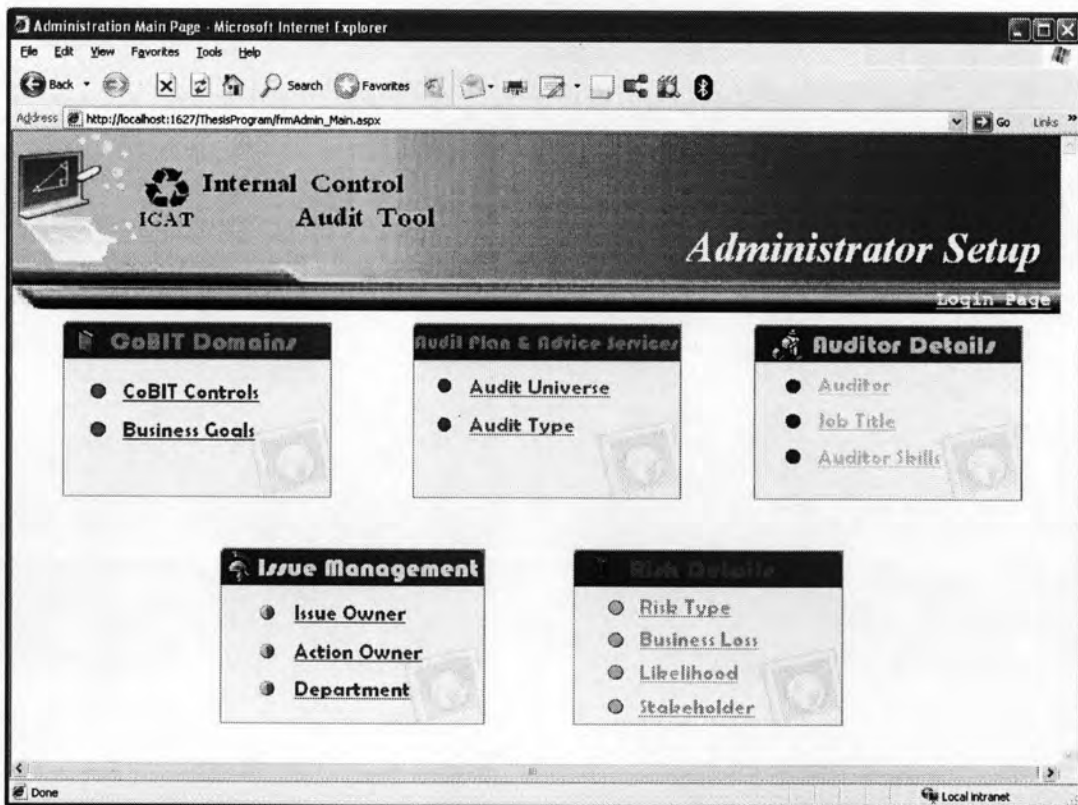 Administration Main Page - Microsoft Internet Explorer
File Edit View Favorites Tools Help
Back Search Favorites
Address http://localhost:1627/ThesisProgram/frmAdmin_Main.aspx Go Links »
ICAT Internal Control
Audit Tool
Administrator Setup
Login Page
CoBIT Domains
CoBIT Controls
Business Goals
Audit Plan & Advice Services
Audit Universe
Audit Type
Auditor Details
Auditor
Job Title
Auditor Skills
Issue Management
Issue Owner
Action Owner
Department
Risk Details
Risk Type
Business Loss
Likelihood
Stakeholder
Done Local intranet